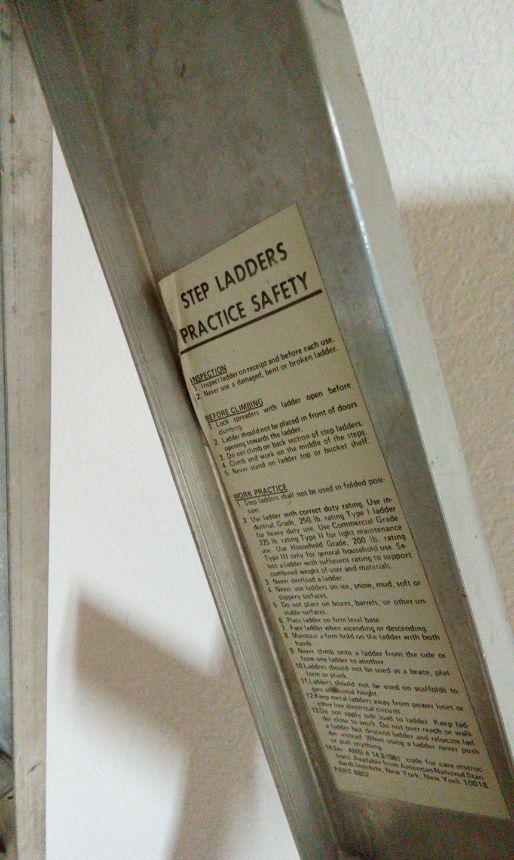 STEP LADDERS
PRACTICE SAFETY
INSPECTION
1. Inspect ladder on receipt and before each use.
2. Never use a damaged, bent or broken ladder.
BEFORE CLIMBING
1. Lock spreaders with ladder open before
climbing.
2. Ladder should not be placed in front of doors
opening towards the ladder.
3. Do not climb on back section of step ladders.
4. Climb and work on the middle of the steps.
5. Never stand on ladder top or bucket shelf.
WORK PRACTICE
1. Step ladders shall not be used in folded posi-
tion.
2. Use ladder with correct duty rating. Use in-
dustrial Grade, 250 lb. rating Type I ladder
for heavy duty use. Use Commercial Grade
225 lb. rating Type II for light maintenance
use. Use Household Grade, 200 lb. rating
Type III only for general household use. Se-
lect a ladder with sufficient rating to support
combined weight of user and materials.
3. Never overload a ladder.
4. Never use ladders on ice, snow, mud, soft or
slippery surfaces.
5. Do not place on boxes, barrels, or other un-
stable surfaces.
6. Place ladder on firm level base.
7. Face ladder when ascending or descending.
8. Maintain a firm hold on the ladder with both
hands.
9. Never climb onto a ladder from the side or
from one ladder to another.
10. Ladders should not be used as a brace, plat-
form or plank.
11. Ladders should not be used on scaffolds to
gain additional height.
12. Keep metal ladders away from power lines or
other live electrical circuits.
13. Do not apply side load to ladder. Keep lad-
der close to work. Do not over reach or walk
a ladder but descend ladder and relocate lad-
der instead. When using a ladder never push
or pull anything.
14. See ANSI A 14.2-1981 code for care instruc-
tions. Available from American National Stan-
dards Institute, New York, New York 10018.
PART 6802